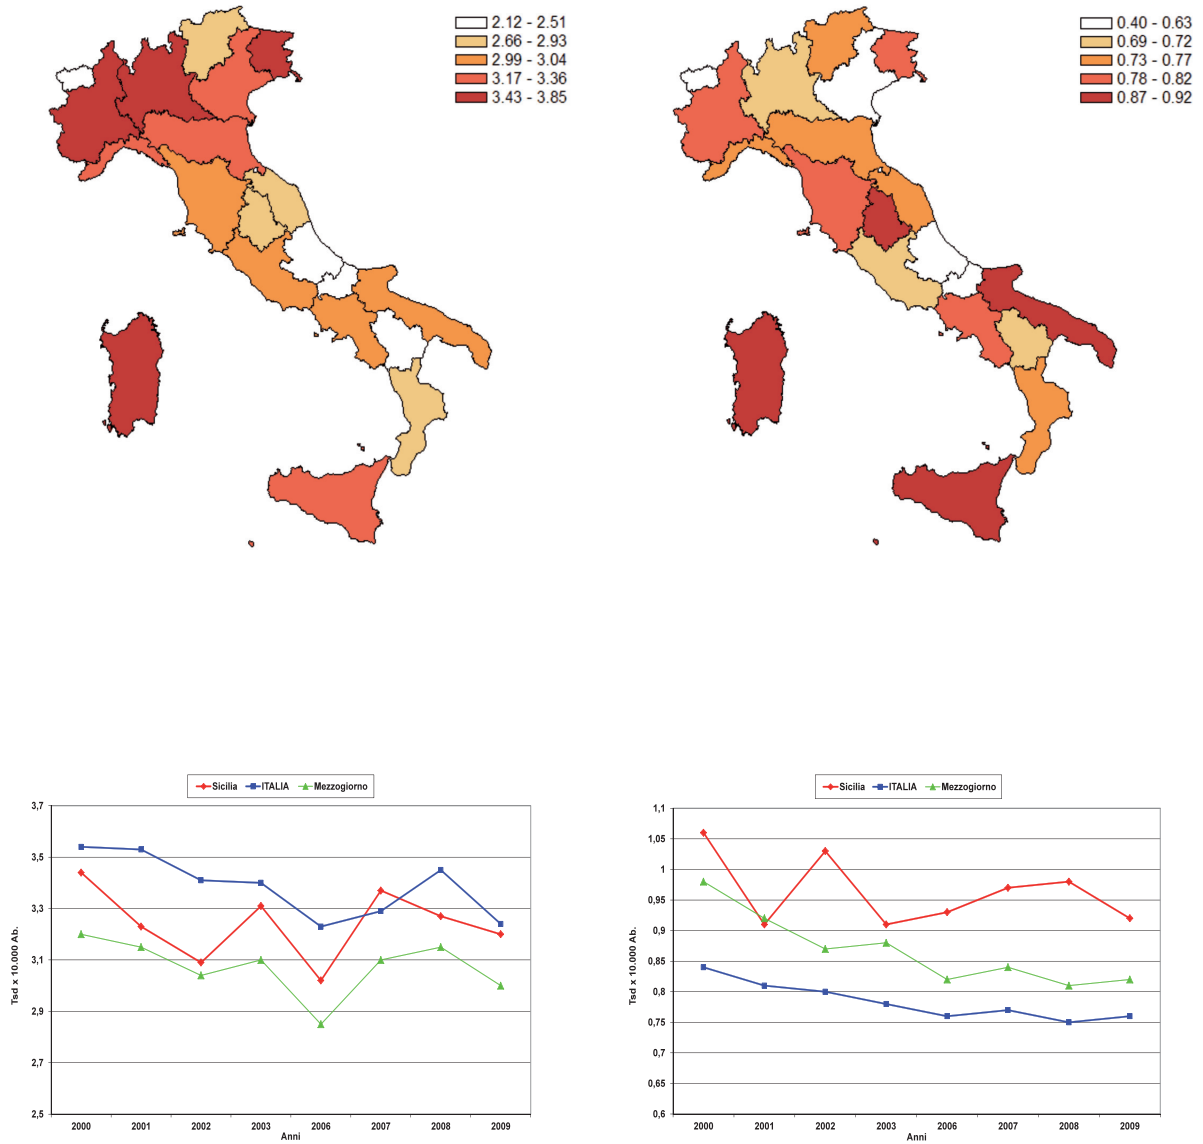 2.12 - 2.51
2.66 - 2.93
2.99 - 3.04
3.17 - 3.36
3.43 - 3.85
0.40 - 0.63
0.69 - 0.72
0.73 - 0.77
0.78 - 0.82
0.87 - 0.92
Sicilia ITALIA Mezzogiorno
3,7
3,5
3,3
3,1
2,9
2,7
2,5
Tsd x 10.000 Ab.
2000 2001 2002 2003 2006 2007 2008 2009
Anni
Sicilia ITALIA Mezzogiorno
1,1
1,05
1
0,95
0,9
0,85
0,8
0,75
0,7
0,65
0,6
Tsd x 10.000 Ab.
2000 2001 2002 2003 2006 2007 2008 2009
Anni